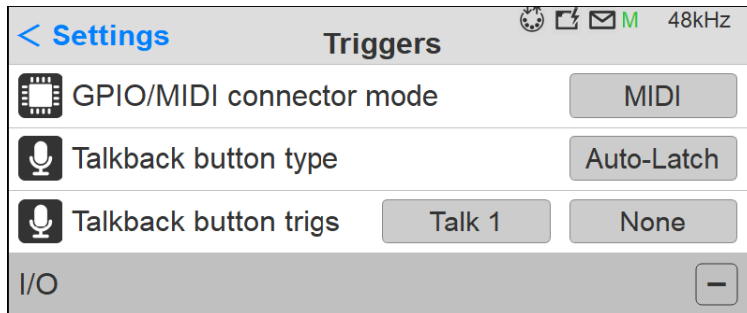 < Settings
Triggers
M 48kHz
GPIO/MIDI connector mode MIDI
Talkback button type Auto-Latch
Talkback button trigs Talk 1 None
I/O −